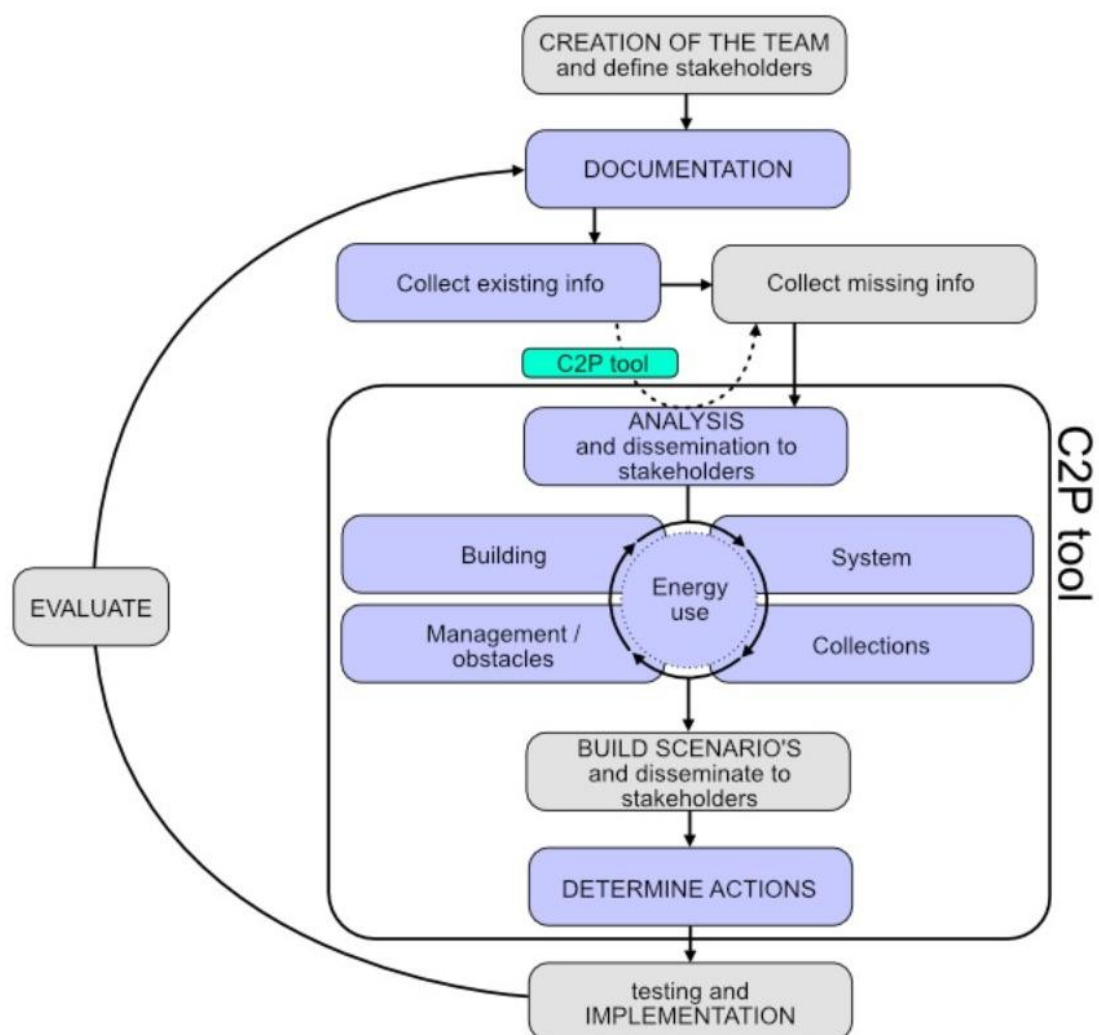 CREATION OF THE TEAM
and define stakeholders
DOCUMENTATION
Collect existing info
Collect missing info
C2P tool
ANALYSIS
and dissemination to
stakeholders
C2P tool
Building
System
Energy
use
EVALUATE
Management /
obstacles
Collections
BUILD SCENARIO'S
and disseminate to
stakeholders
DETERMINE ACTIONS
testing and
IMPLEMENTATION